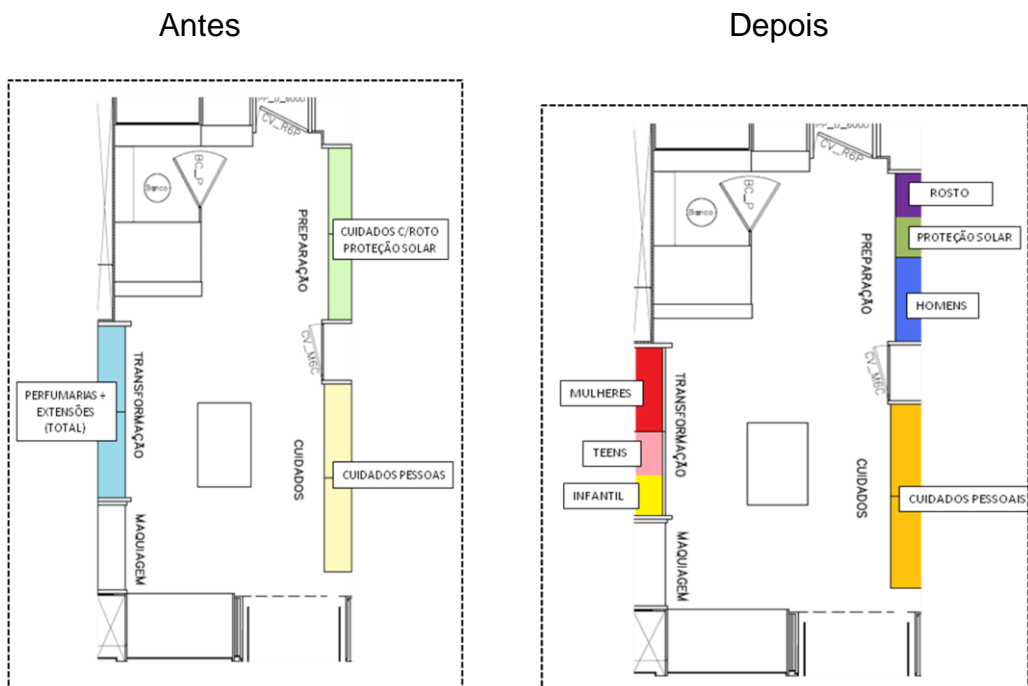 Antes
Depois
CV_R6P
BC_P
Banco
PREPARAÇÃO
CUIDADOS C/ROTO
PROTEÇÃO SOLAR
CV_M6C
TRANSFORMAÇÃO
PERFUMARIAS +
EXTENSÕES
(TOTAL)
CUIDADOS
CUIDADOS PESSOAS
MAQUIAGEM
CV_R6P
BC_P
Banco
ROSTO
PROTEÇÃO SOLAR
PREPARAÇÃO
HOMENS
CV_M6C
MULHERES
TRANSFORMAÇÃO
TEENS
INFANTIL
CUIDADOS
CUIDADOS PESSOAIS
MAQUIAGEM